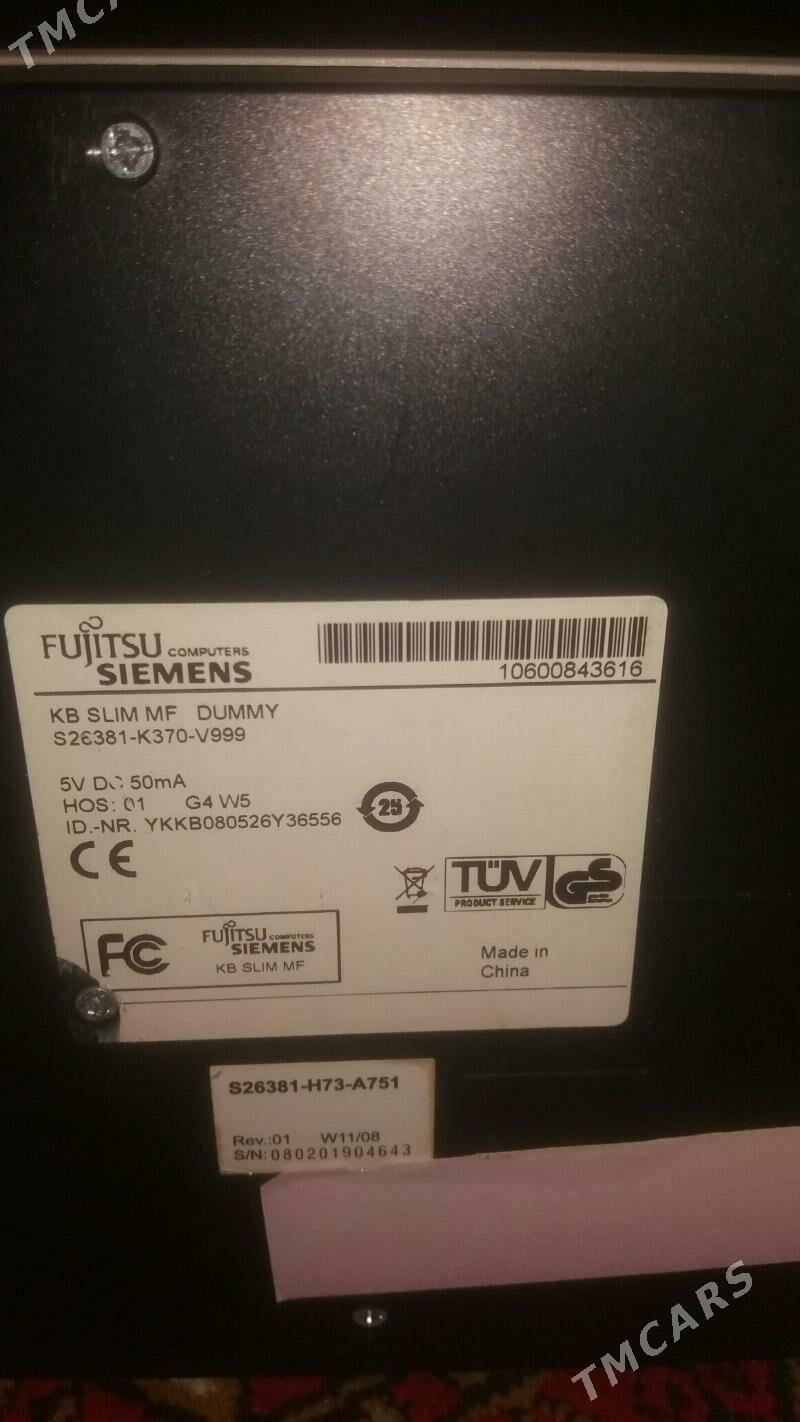 TMCA
FUJITSU COMPUTERS
SIEMENS
10600843616
KB SLIM MF DUMMY
S26381-K370-V999
5V DC 50mA
HOS: 01 G4 W5
ID.-NR. YKKB080526Y36556
25
CE
TÜV
PRODUCT SERVICE
GS
FC
FUJITSU COMPUTERS
SIEMENS
KB SLIM MF
Made in
China
S26381-H73-A751
Rev.:01 W11/08
S/N:080201904643
TMCARS